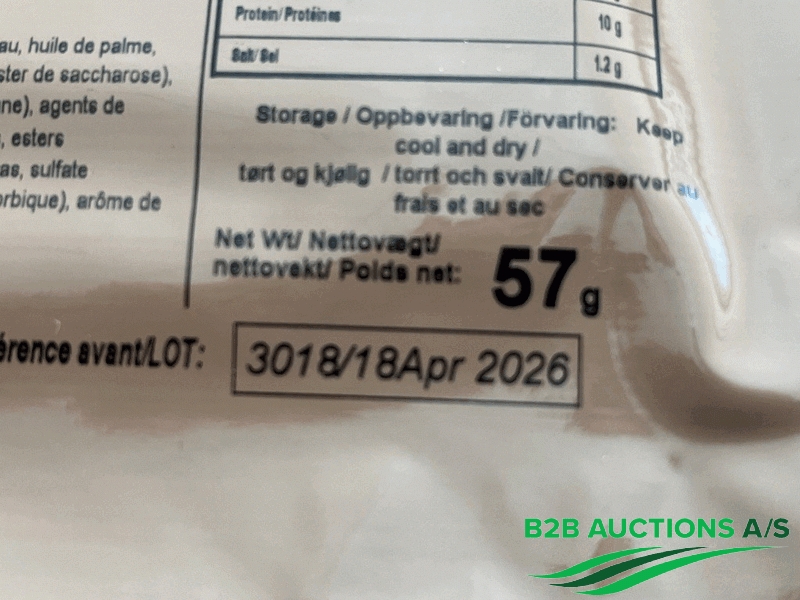 Protein/Protéines 10 g
Salt/Sel 1.2 g
au, huile de palme,
ster de saccharose),
ne), agents de
, esters
as, sulfate
orbique), arôme de
Storage / Oppbevaring /Förvaring: Keep
cool and dry /
tørt og kjølig / torrt och svalt/ Conserver au
frais et au sec
Net Wt/ Nettovægt/
nettovekt/ Poids net: 57 g
érence avant/LOT: 3018/18Apr 2026
B2B AUCTIONS A/S